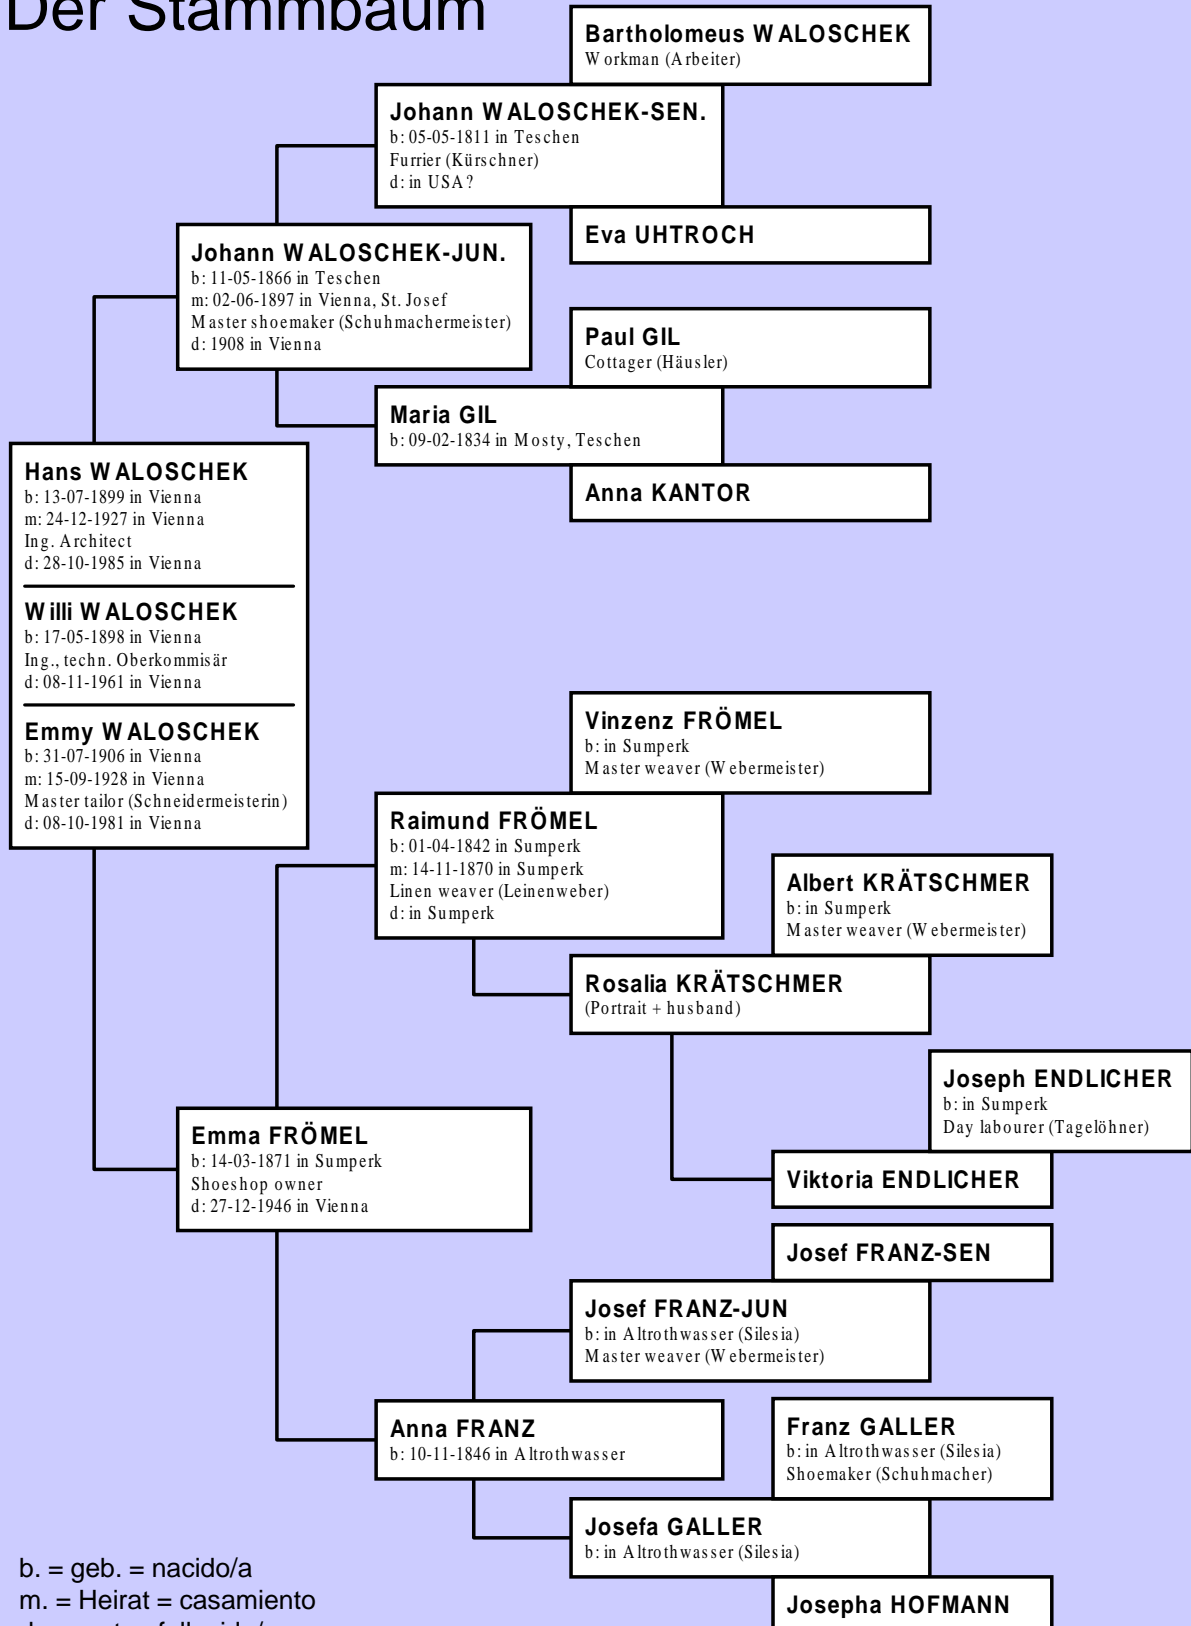 Der Stammbaum
Bartholomeus WALOSCHEK
Workman (Arbeiter)
Johann WALOSCHEK-SEN.
b: 05-05-1811 in Teschen
Furrier (Kürschner)
d: in USA?
Eva UHTROCH
Johann WALOSCHEK-JUN.
b: 11-05-1866 in Teschen
m: 02-06-1897 in Vienna, St. Josef
Master shoemaker (Schuhmachermeister)
d: 1908 in Vienna
Paul GIL
Cottager (Häusler)
Maria GIL
b: 09-02-1834 in Mosty, Teschen
Anna KANTOR
Hans WALOSCHEK
b: 13-07-1899 in Vienna
m: 24-12-1927 in Vienna
Ing. Architect
d: 28-10-1985 in Vienna
Willi WALOSCHEK
b: 17-05-1898 in Vienna
Ing., techn. Oberkommisär
d: 08-11-1961 in Vienna
Emmy WALOSCHEK
b: 31-07-1906 in Vienna
m: 15-09-1928 in Vienna
Master tailor (Schneidermeisterin)
d: 08-10-1981 in Vienna
Vinzenz FRÖMEL
b: in Sumperk
Master weaver (Webermeister)
Raimund FRÖMEL
b: 01-04-1842 in Sumperk
m: 14-11-1870 in Sumperk
Linen weaver (Leinenweber)
d: in Sumperk
Albert KRÄTSCHMER
b: in Sumperk
Master weaver (Webermeister)
Rosalia KRÄTSCHMER
(Portrait + husband)
Joseph ENDLICHER
b: in Sumperk
Day labourer (Tagelöhner)
Viktoria ENDLICHER
Emma FRÖMEL
b: 14-03-1871 in Sumperk
Shoeshop owner
d: 27-12-1946 in Vienna
Josef FRANZ-SEN
Josef FRANZ-JUN
b: in Altrothwasser (Silesia)
Master weaver (Webermeister)
Anna FRANZ
b: 10-11-1846 in Altrothwasser
Franz GALLER
b: in Altrothwasser (Silesia)
Shoemaker (Schuhmacher)
Josefa GALLER
b: in Altrothwasser (Silesia)
Josepha HOFMANN
b. = geb. = nacido/a
m. = Heirat = casamiento